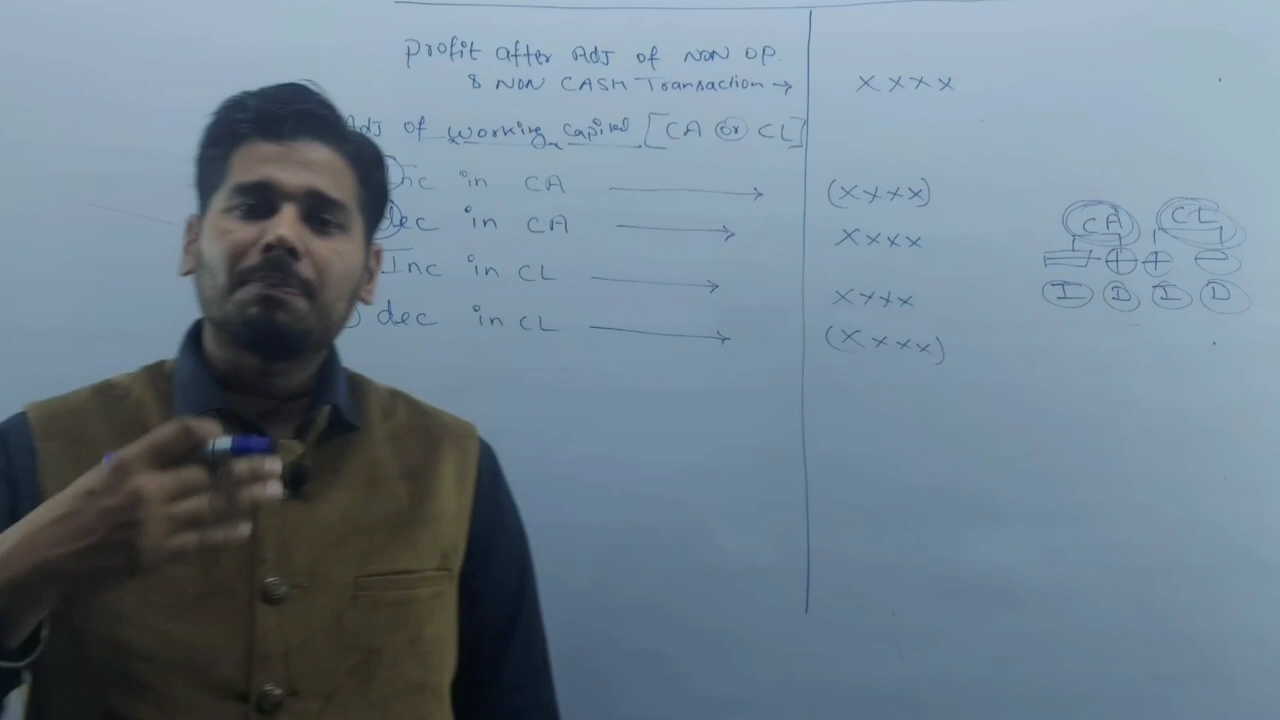 Profit after Adj of NON OP.
& NON CASH Transaction → xxxx
Adj of working capital [CA or CL]
Inc in CA → (xxxx)
dec in CA → xxxx
Inc in CL → xxxx
dec in CL → (xxxx)
CA CL
- + + -
I D I D